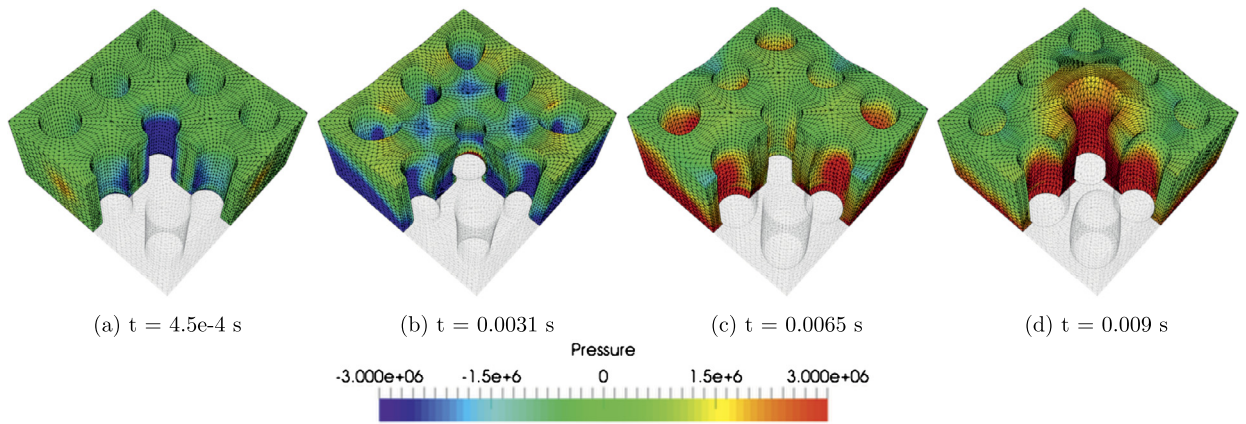 (a) t = 4.5e-4 s
(b) t = 0.0031 s
(c) t = 0.0065 s
(d) t = 0.009 s
Pressure
-3.000e+06 -1.5e+6 0 1.5e+6 3.000e+06